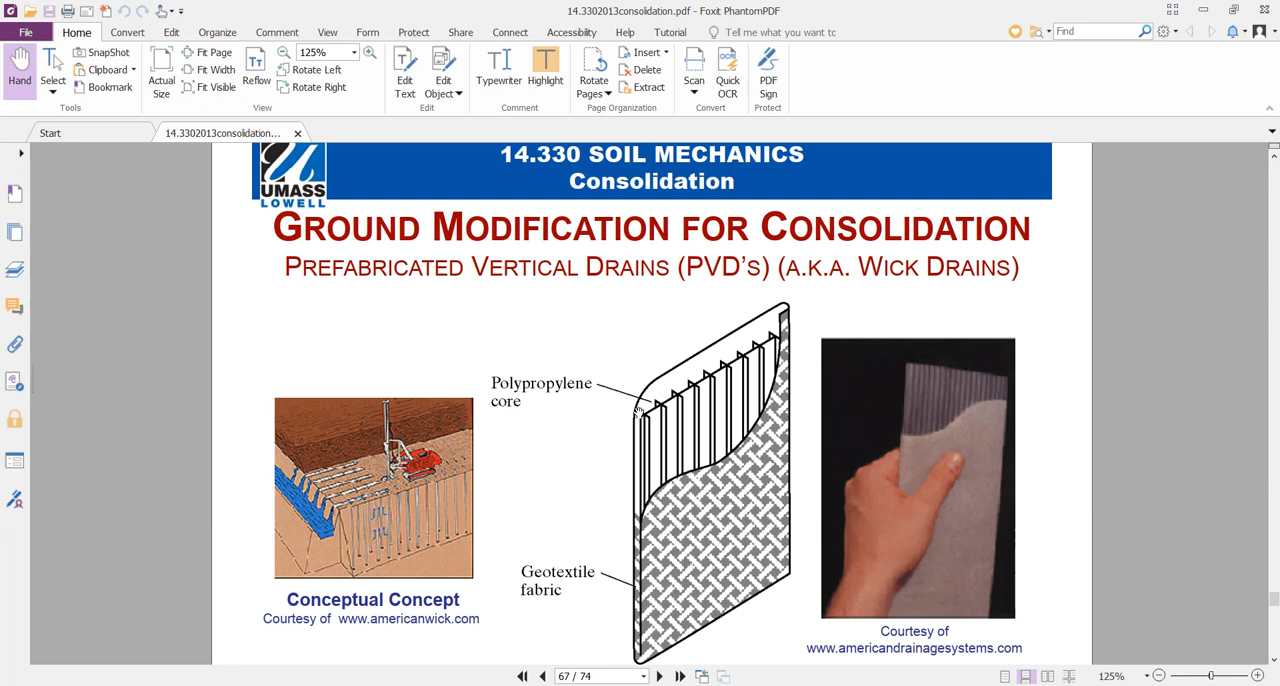 14.3302013consolidation.pdf - Foxit PhantomPDF
File Home Convert Edit Organize Comment View Form Protect Share Connect Accessibility Help Tutorial Tell me what you want to do Find
Hand
Select
SnapShot
Clipboard
Bookmark
Tools
Actual
Size
Fit Page
Fit Width
Fit Visible
Reflow
125%
Rotate Left
Rotate Right
View
Edit
Text
Edit
Object
Edit
Typewriter
Highlight
Comment
Rotate
Pages
Insert
Delete
Extract
Page Organization
Scan
Quick
OCR
Convert
PDF
Sign
Protect
Start
14.3302013consolidation...
UMASS
LOWELL
14.330 SOIL MECHANICS
Consolidation
GROUND MODIFICATION FOR CONSOLIDATION
PREFABRICATED VERTICAL DRAINS (PVD'S) (A.K.A. WICK DRAINS)
Polypropylene
core
Geotextile
fabric
Conceptual Concept
Courtesy of www.americanwick.com
Courtesy of
www.americandrainagesystems.com
67 / 74
125%